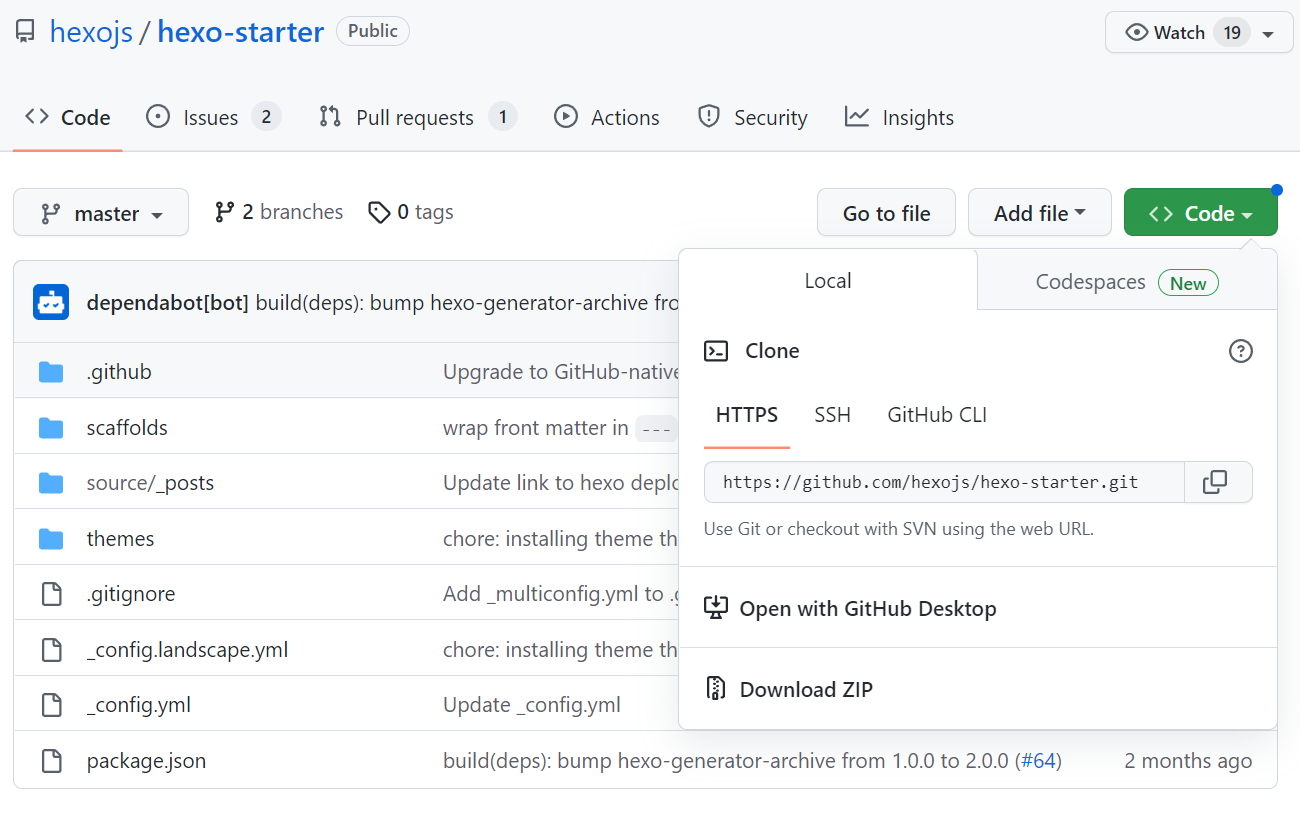 hexojs / hexo-starter Public Watch 19
Code Issues 2 Pull requests 1 Actions Security Insights
master 2 branches 0 tags Go to file Add file Code
Local Codespaces New
dependabot[bot] build(deps): bump hexo-generator-archive fro
Clone
.github Upgrade to GitHub-native
HTTPS SSH GitHub CLI
scaffolds wrap front matter in ---
source/_posts Update link to hexo deplo
https://github.com/hexojs/hexo-starter.git
Use Git or checkout with SVN using the web URL.
themes chore: installing theme th
.gitignore Add _multiconfig.yml to .g
Open with GitHub Desktop
_config.landscape.yml chore: installing theme th
Download ZIP
_config.yml Update _config.yml
package.json build(deps): bump hexo-generator-archive from 1.0.0 to 2.0.0 (#64) 2 months ago